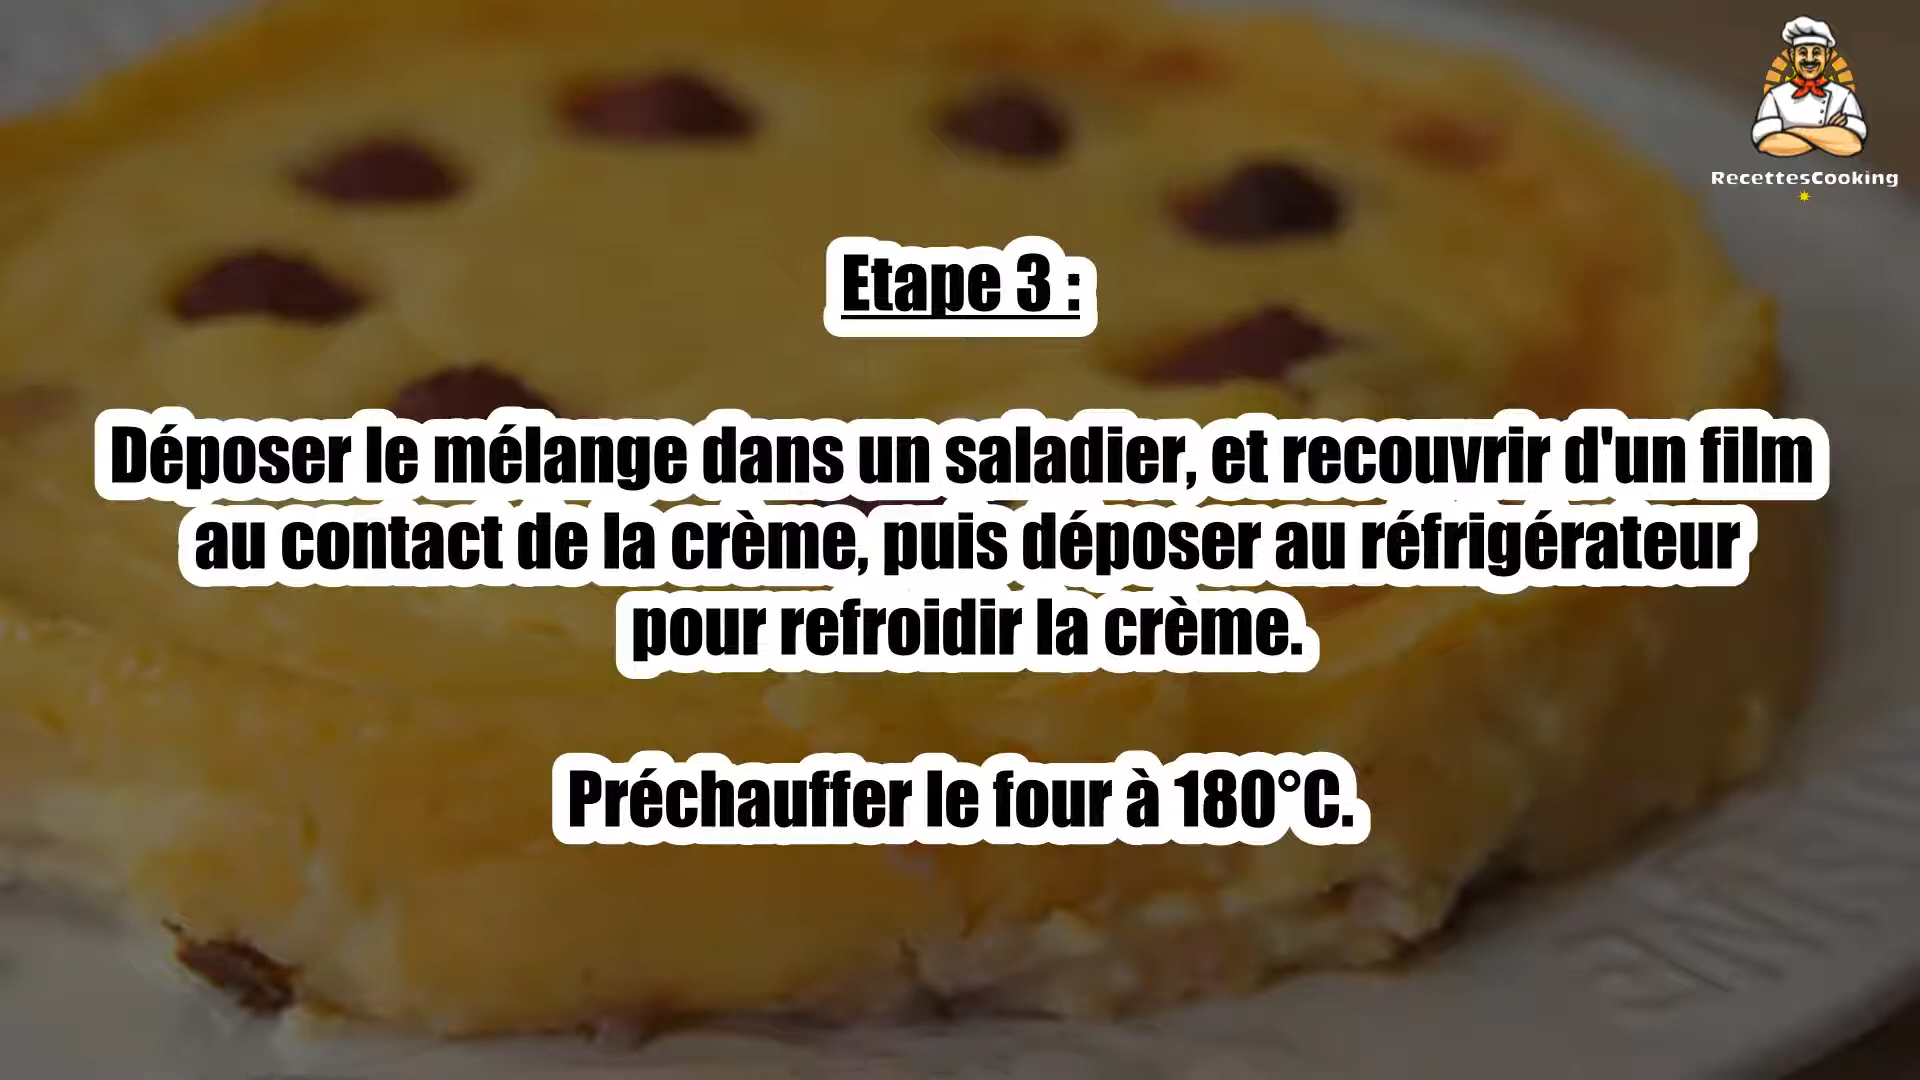 RecettesCooking
Etape 3 :
Déposer le mélange dans un saladier, et recouvrir d'un film
au contact de la crème, puis déposer au réfrigérateur
pour refroidir la crème.
Préchauffer le four à 180°C.